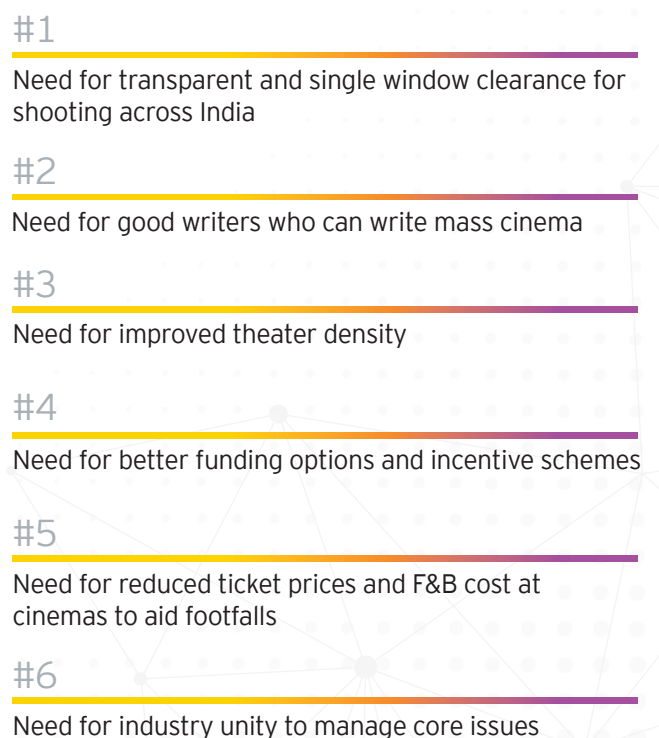 #1
Need for transparent and single window clearance for
shooting across India
#2
Need for good writers who can write mass cinema
#3
Need for improved theater density
#4
Need for better funding options and incentive schemes
#5
Need for reduced ticket prices and F&B cost at
cinemas to aid footfalls
#6
Need for industry unity to manage core issues